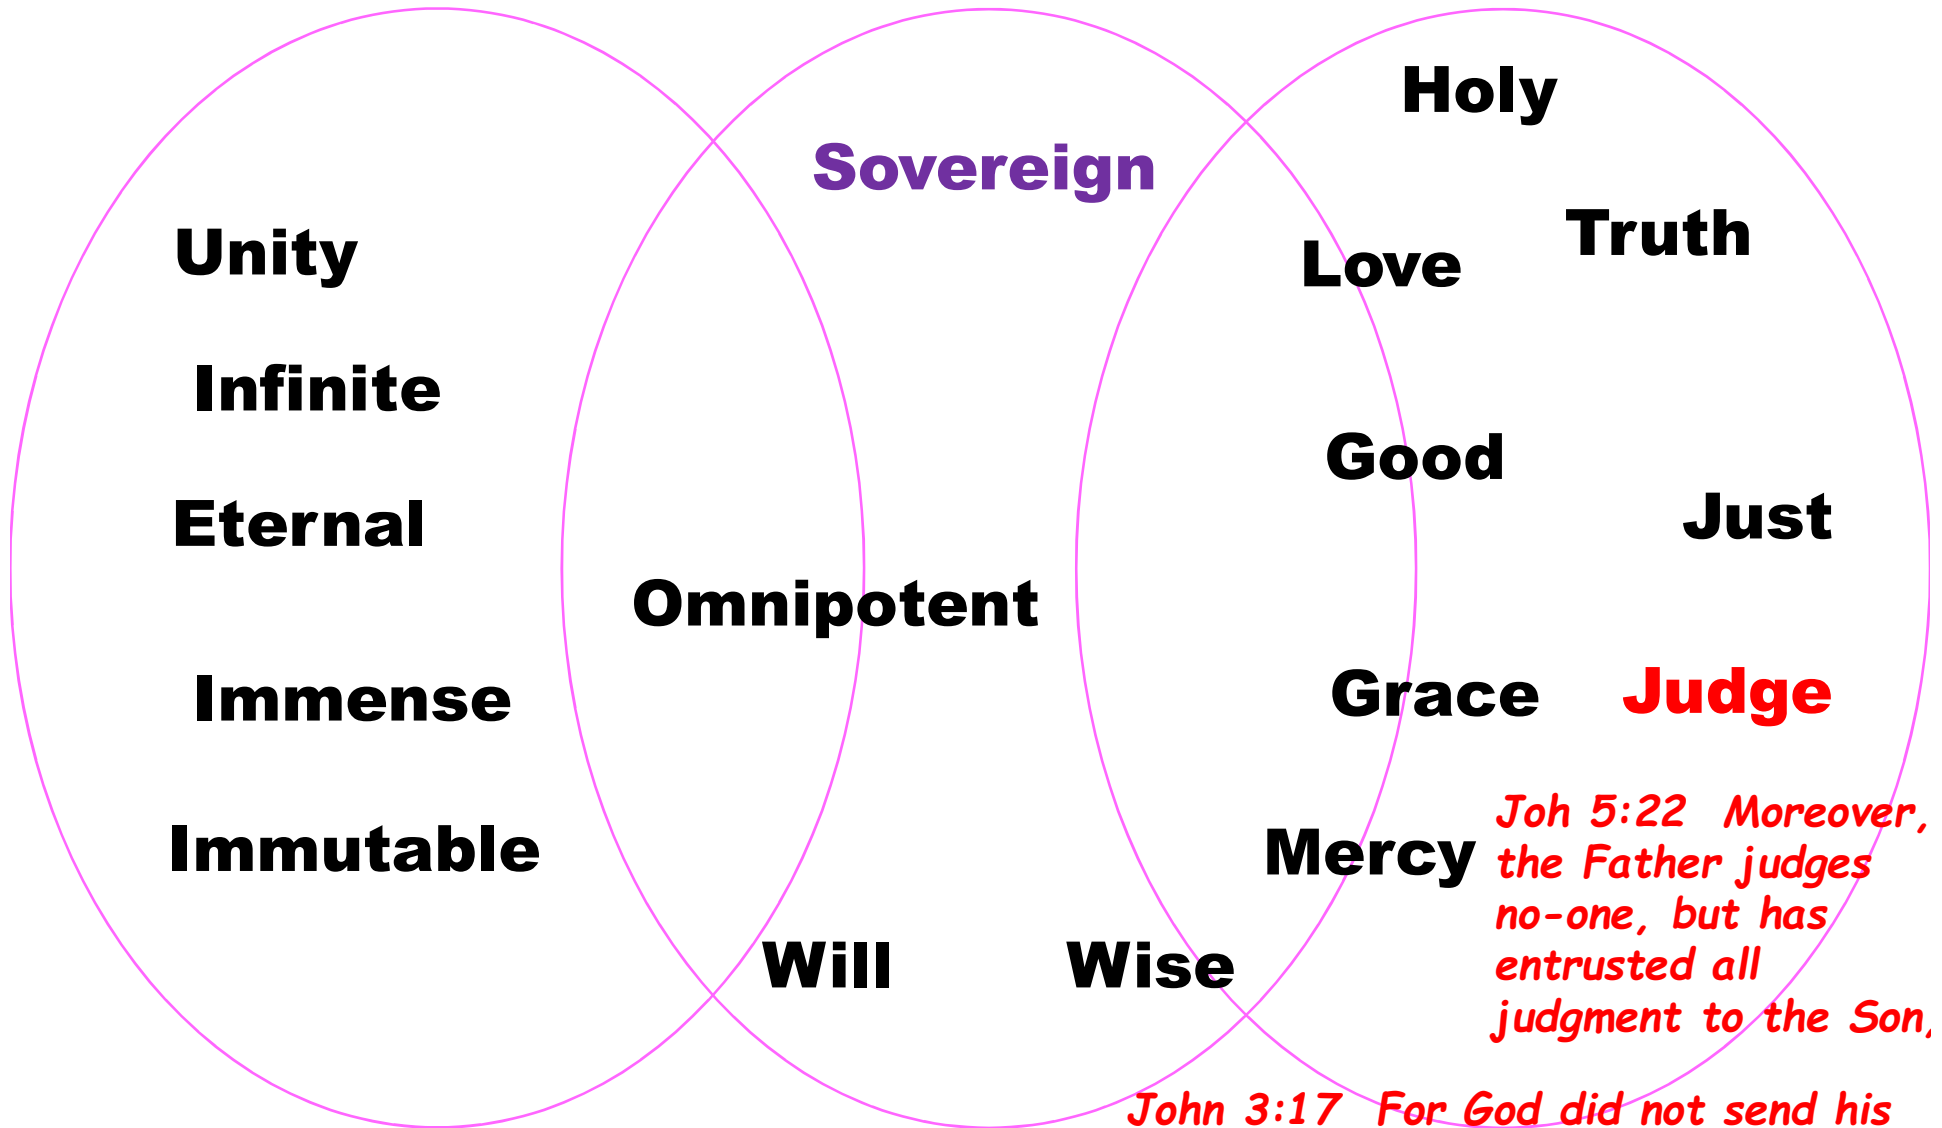 Holy
Sovereign
Truth
Unity
Love
Infinite
Good
Eternal
Just
Omnipotent
Immense
Grace
Judge
Immutable
Mercy
Joh 5:22  Moreover,
the Father judges
no-one, but has
entrusted all
judgment to the Son,
Will
Wise
John 3:17  For God did not send his